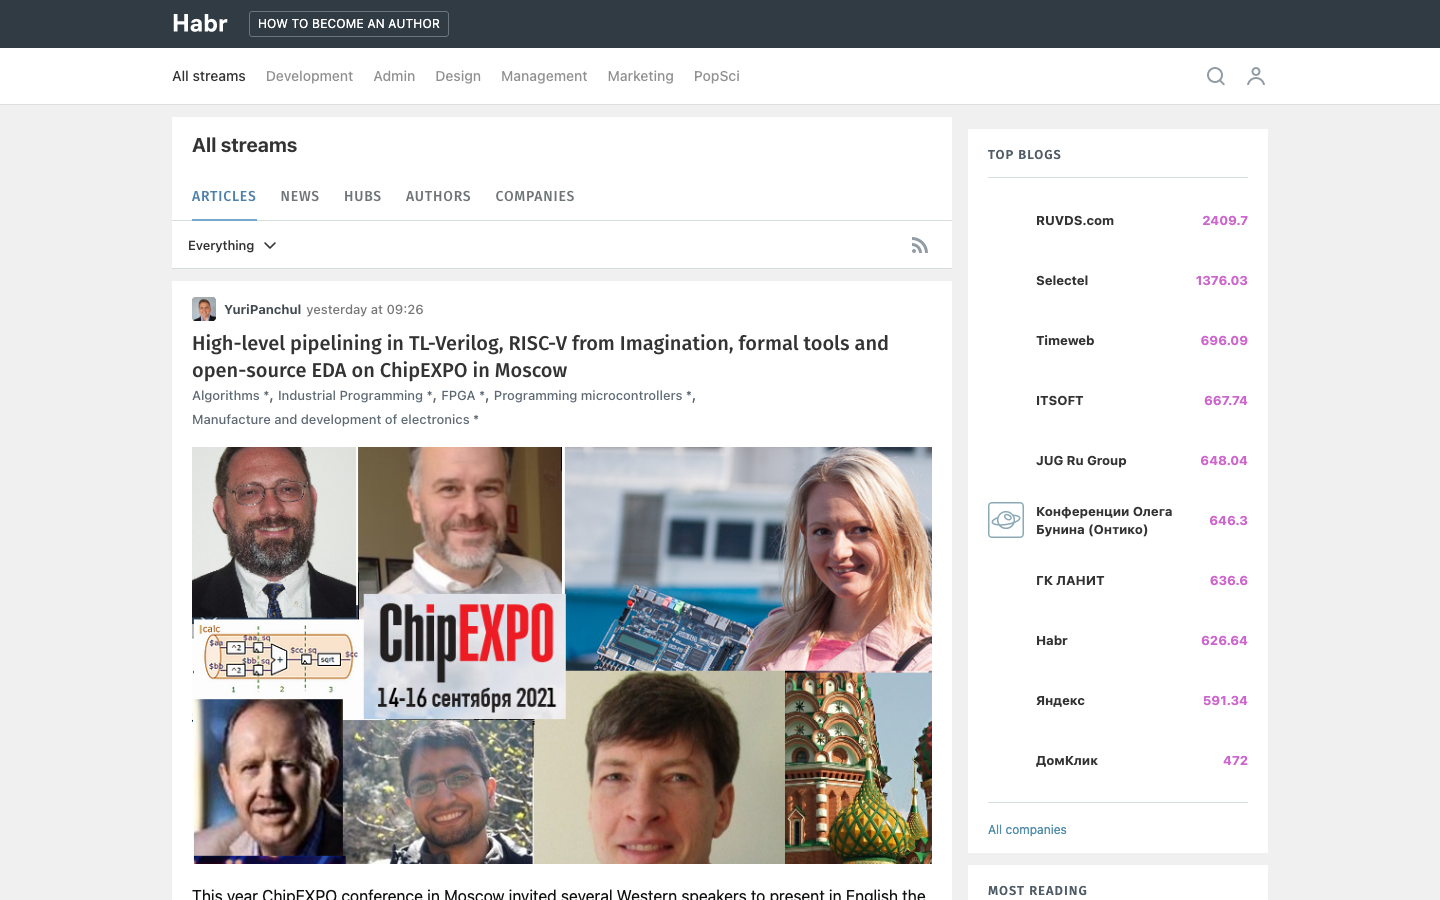 Habr
HOW TO BECOME AN AUTHOR
All streams
Development
Admin
Design
Management
Marketing
PopSci
All streams
ARTICLES
NEWS
HUBS
AUTHORS
COMPANIES
Everything
YuriPanchul yesterday at 09:26
High-level pipelining in TL-Verilog, RISC-V from Imagination, formal tools and
open-source EDA on ChipEXPO in Moscow
Algorithms *, Industrial Programming *, FPGA *, Programming microcontrollers *,
Manufacture and development of electronics *
|calc
$aa
$aa_sq
^2
$bb
$bb_sq
^2
+
$cc_sq
sqrt
$cc
1 2 3
ChipEXPO
14-16 сентября 2021
This year ChipEXPO conference in Moscow invited several Western speakers to present in English the
TOP BLOGS
RUVDS.com 2409.7
Selectel 1376.03
Timeweb 696.09
ITSOFT 667.74
JUG Ru Group 648.04
Конференции Олега
Бунина (Онтико) 646.3
ГК ЛАНИТ 636.6
Habr 626.64
Яндекс 591.34
ДомКлик 472
All companies
MOST READING